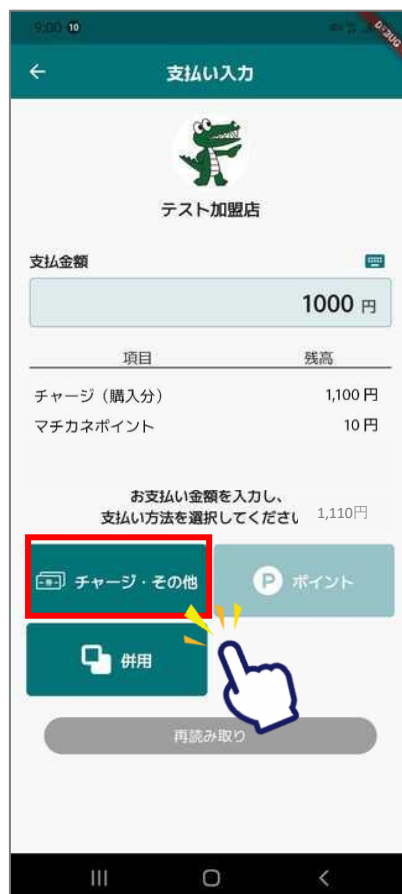 9:00 10
DEBUG
支払い入力
テスト加盟店
支払金額
1000 円
項目 残高
チャージ（購入分） 1,100 円
マチカネポイント 10 円
お支払い金額を入力し、
支払い方法を選択してくださ
1,110円
チャージ・その他
P ポイント
併用
再読み取り